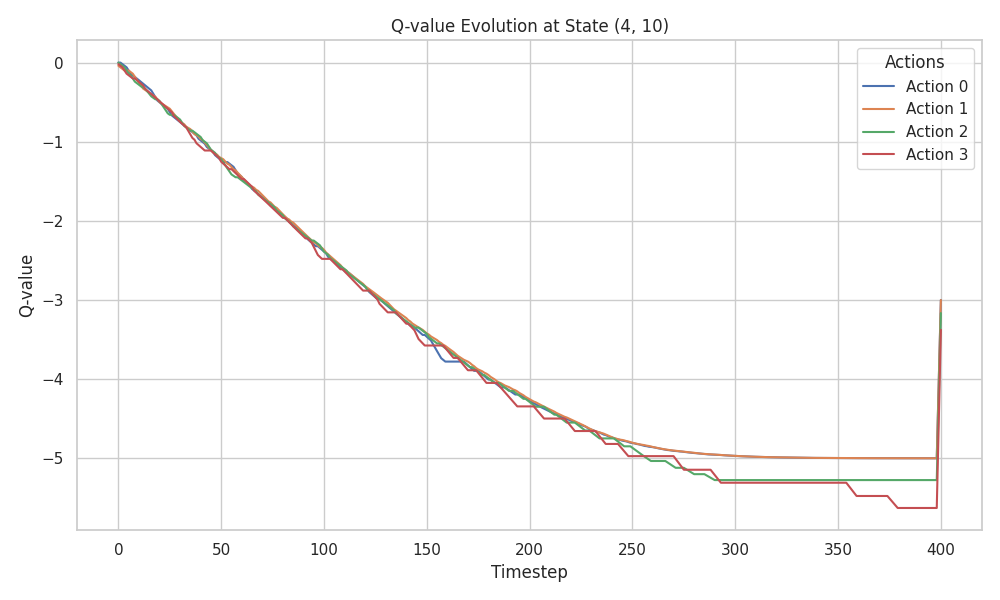 Q-value Evolution at State (4, 10)
Actions
Action 0
Action 1
Action 2
Action 3
Q-value
0
−1
−2
−3
−4
−5
0 50 100 150 200 250 300 350 400
Timestep